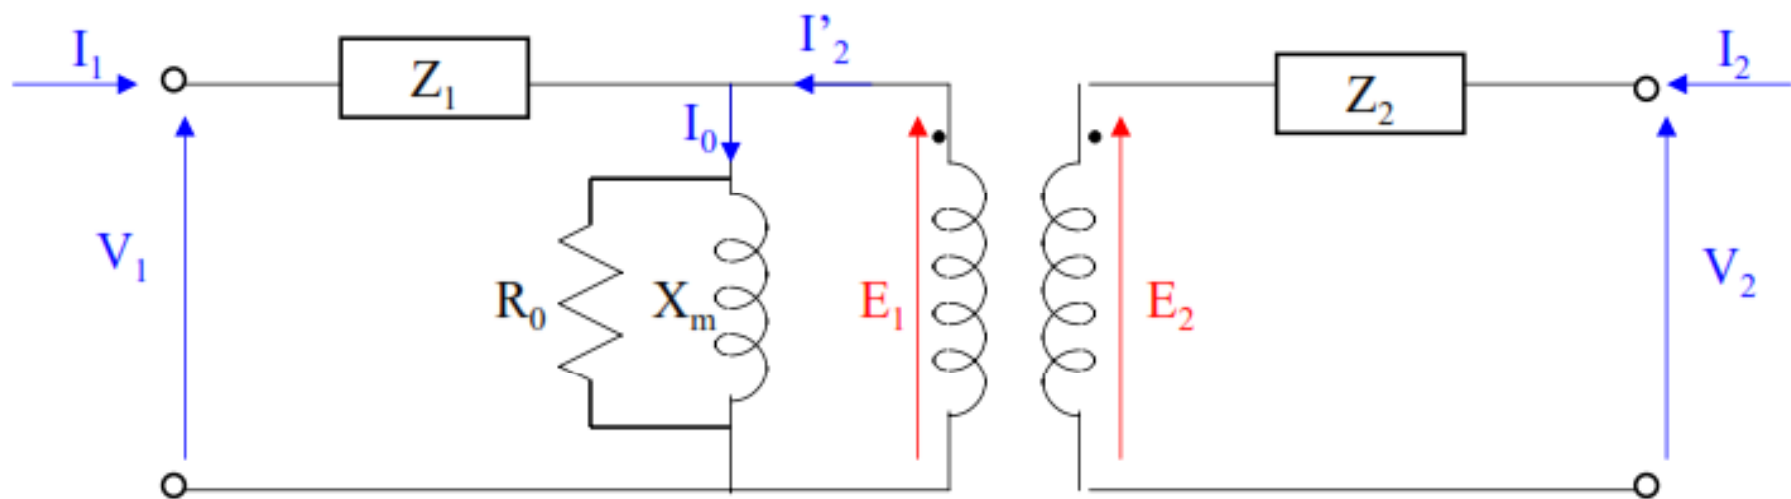 I₁
Z₁
I’₂
Z₂
I₂
I₀
V₁
R₀
Xₘ
E₁
E₂
V₂